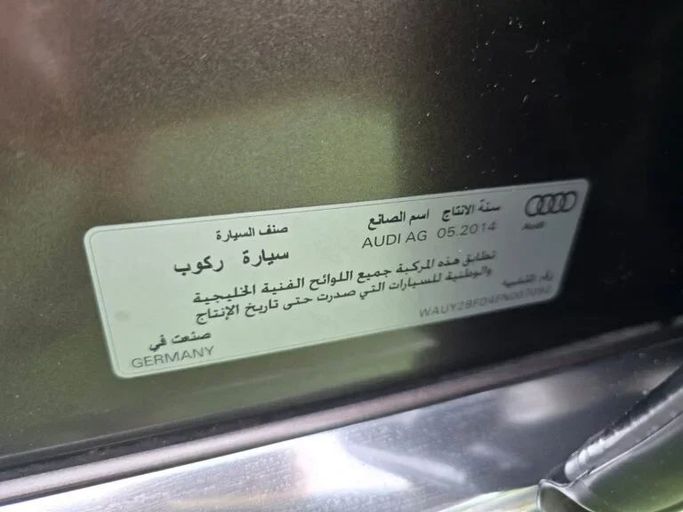 Audi
سنة الانتاج
05.2014
اسم الصانع
AUDI AG
صنف السيارة
سيارة ركوب
تطابق هذه المركبة جميع اللوائح الفنية الخليجية
والوطنية للسيارات التي صدرت حتى تاريخ الإنتاج
رقم
صنعت في
GERMANY